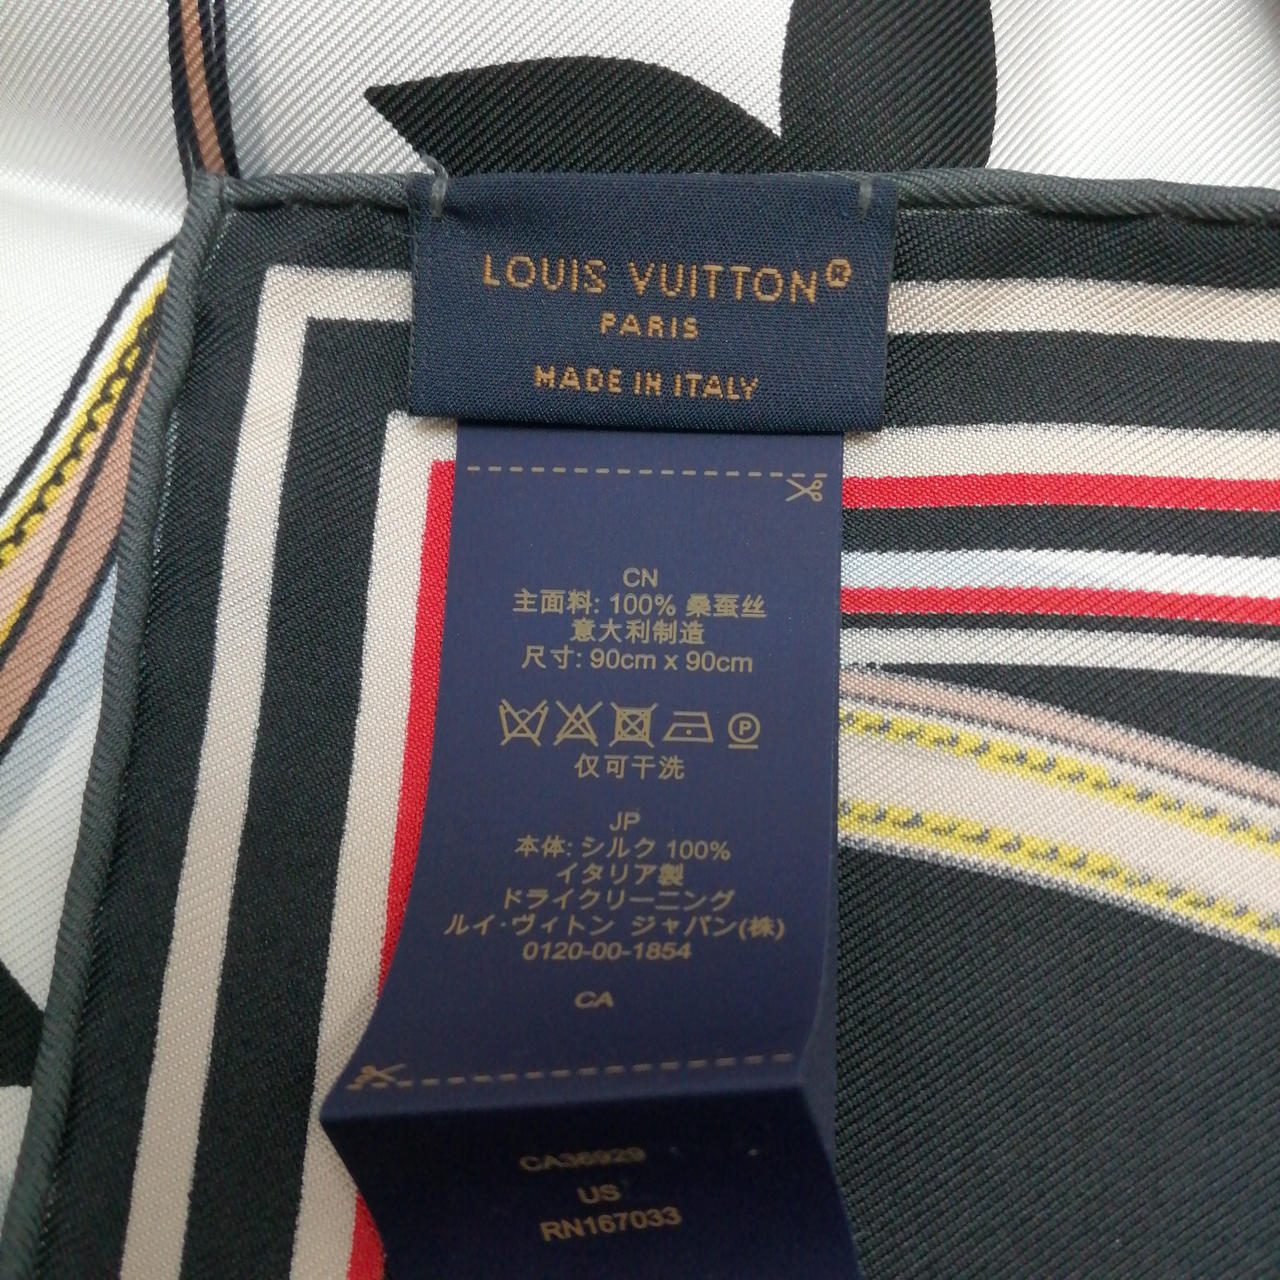 LOUIS VUITTON®
PARIS
MADE IN ITALY
CN
主面料: 100% 桑蚕丝
意大利制造
尺寸: 90cm x 90cm
P
仅可干洗
JP
本体: シルク 100%
イタリア製
ドライクリーニング
ルイ·ヴィトン ジャパン(株)
0120-00-1854
CA
CA36929
US
RN167033